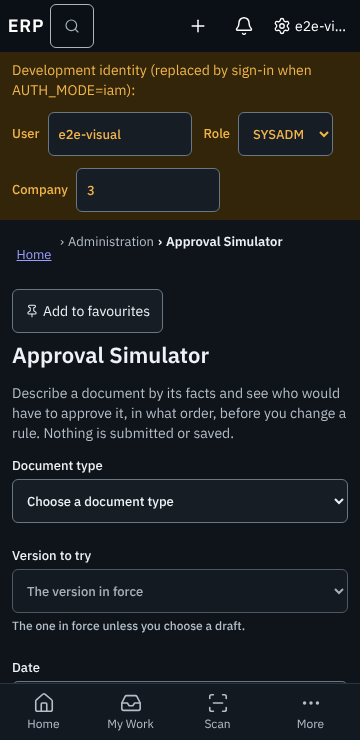 ERP
e2e-vi...
Development identity (replaced by sign-in when
AUTH_MODE=iam):
User e2e-visual Role SYSADM
Company 3
Home › Administration › Approval Simulator
Add to favourites
Approval Simulator
Describe a document by its facts and see who would
have to approve it, in what order, before you change a
rule. Nothing is submitted or saved.
Document type
Choose a document type
Version to try
The version in force
The one in force unless you choose a draft.
Date
Home My Work Scan More